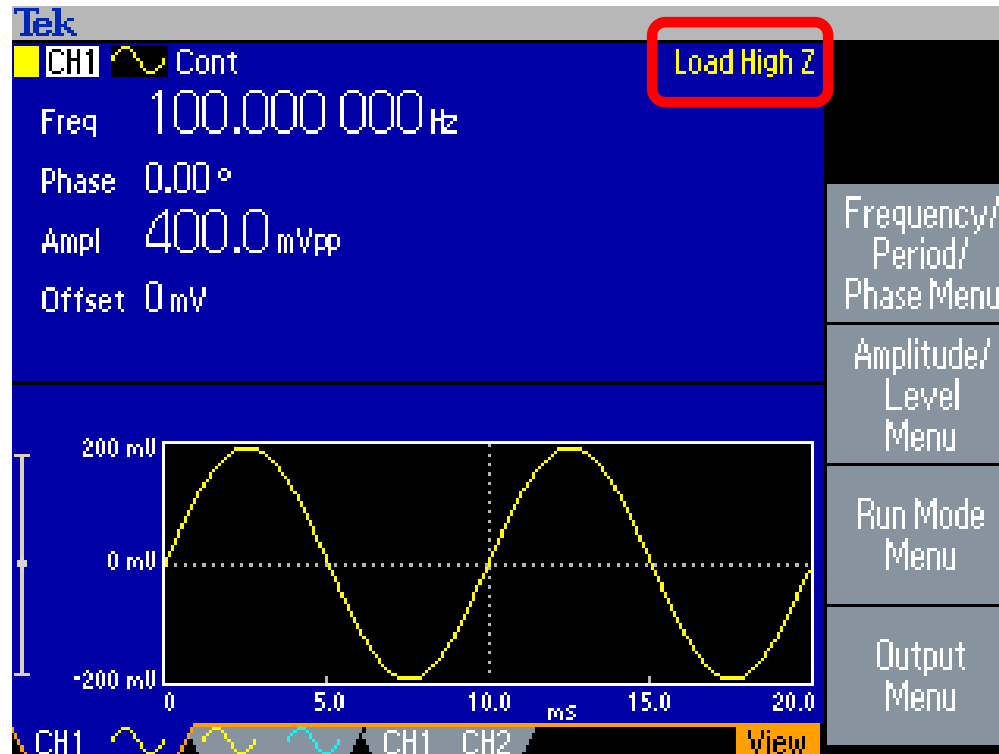 Tek
CH1 Cont Load High Z
Freq 100.000 000 Hz
Phase 0.00 °
Ampl 400.0 mVpp
Offset 0 mV
Frequency/
Period/
Phase Menu
Amplitude/
Level
Menu
Run Mode
Menu
Output
Menu
200 mV
0 mV
-200 mV
0 5.0 10.0 ms 15.0 20.0
CH1 CH1 CH2 View